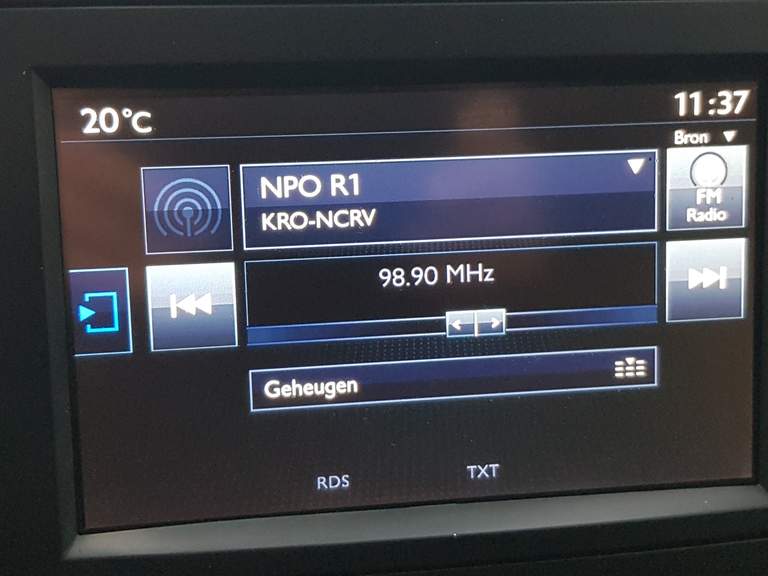 20°C
11:37
Bron
NPO R1
KRO-NCRV
FM
Radio
98.90 MHz
Geheugen
RDS
TXT